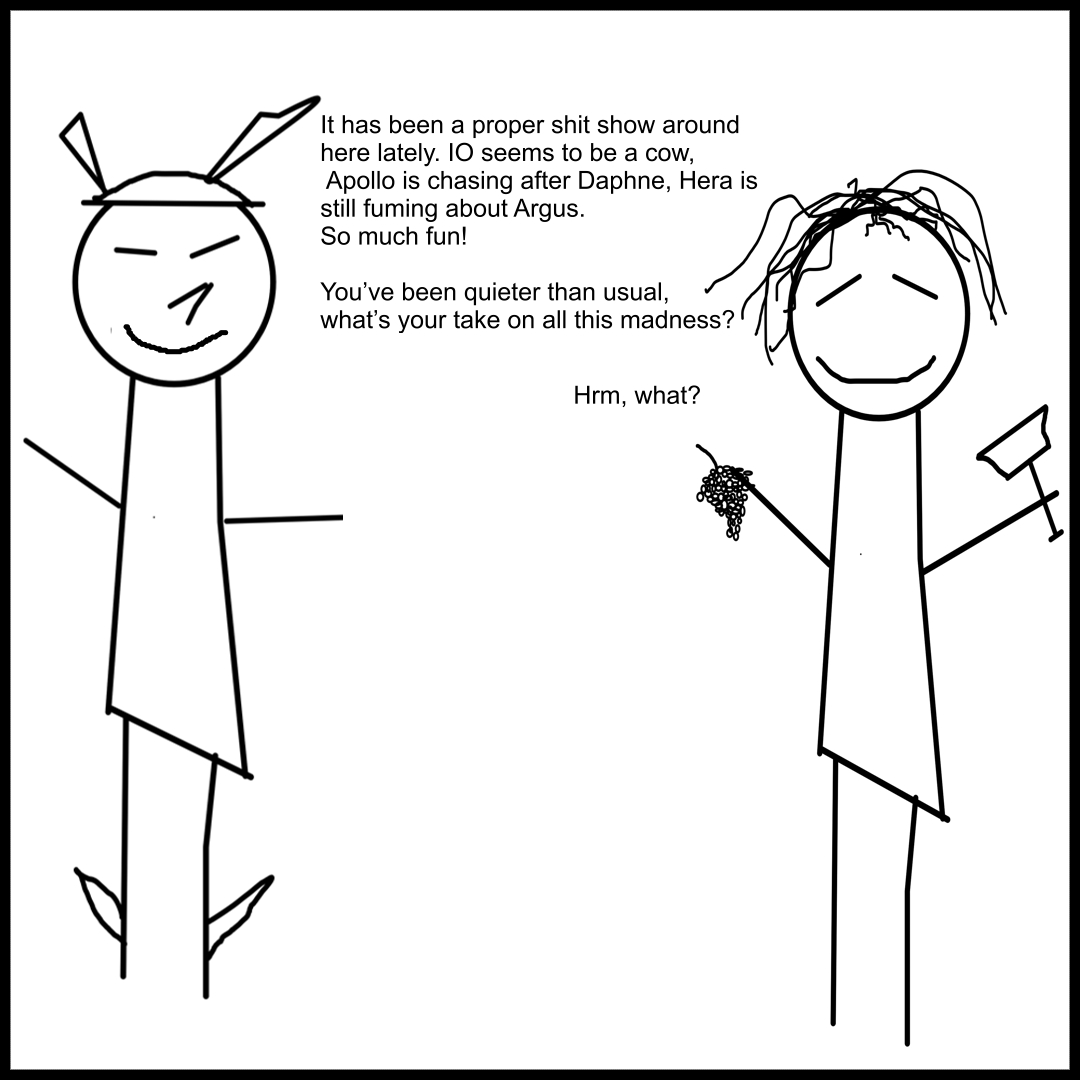 It has been a proper shit show around
here lately. IO seems to be a cow,
Apollo is chasing after Daphne, Hera is
still fuming about Argus.
So much fun!
You’ve been quieter than usual,
what’s your take on all this madness?
Hrm, what?